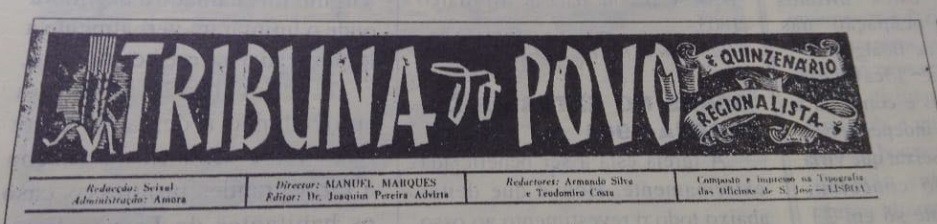 TRIBUNA do POVO
QUINZENÁRIO
REGIONALISTA
Redacção: Seixal
Administração: Amora
Director: MANUEL MARQUES
Editor: Dr. Joaquim Pereira Advirta
Redactores: Armando Silva
e Teodomiro Costa
Composto e impresso na Tipografia
das Oficinas de S. José — LISBOA